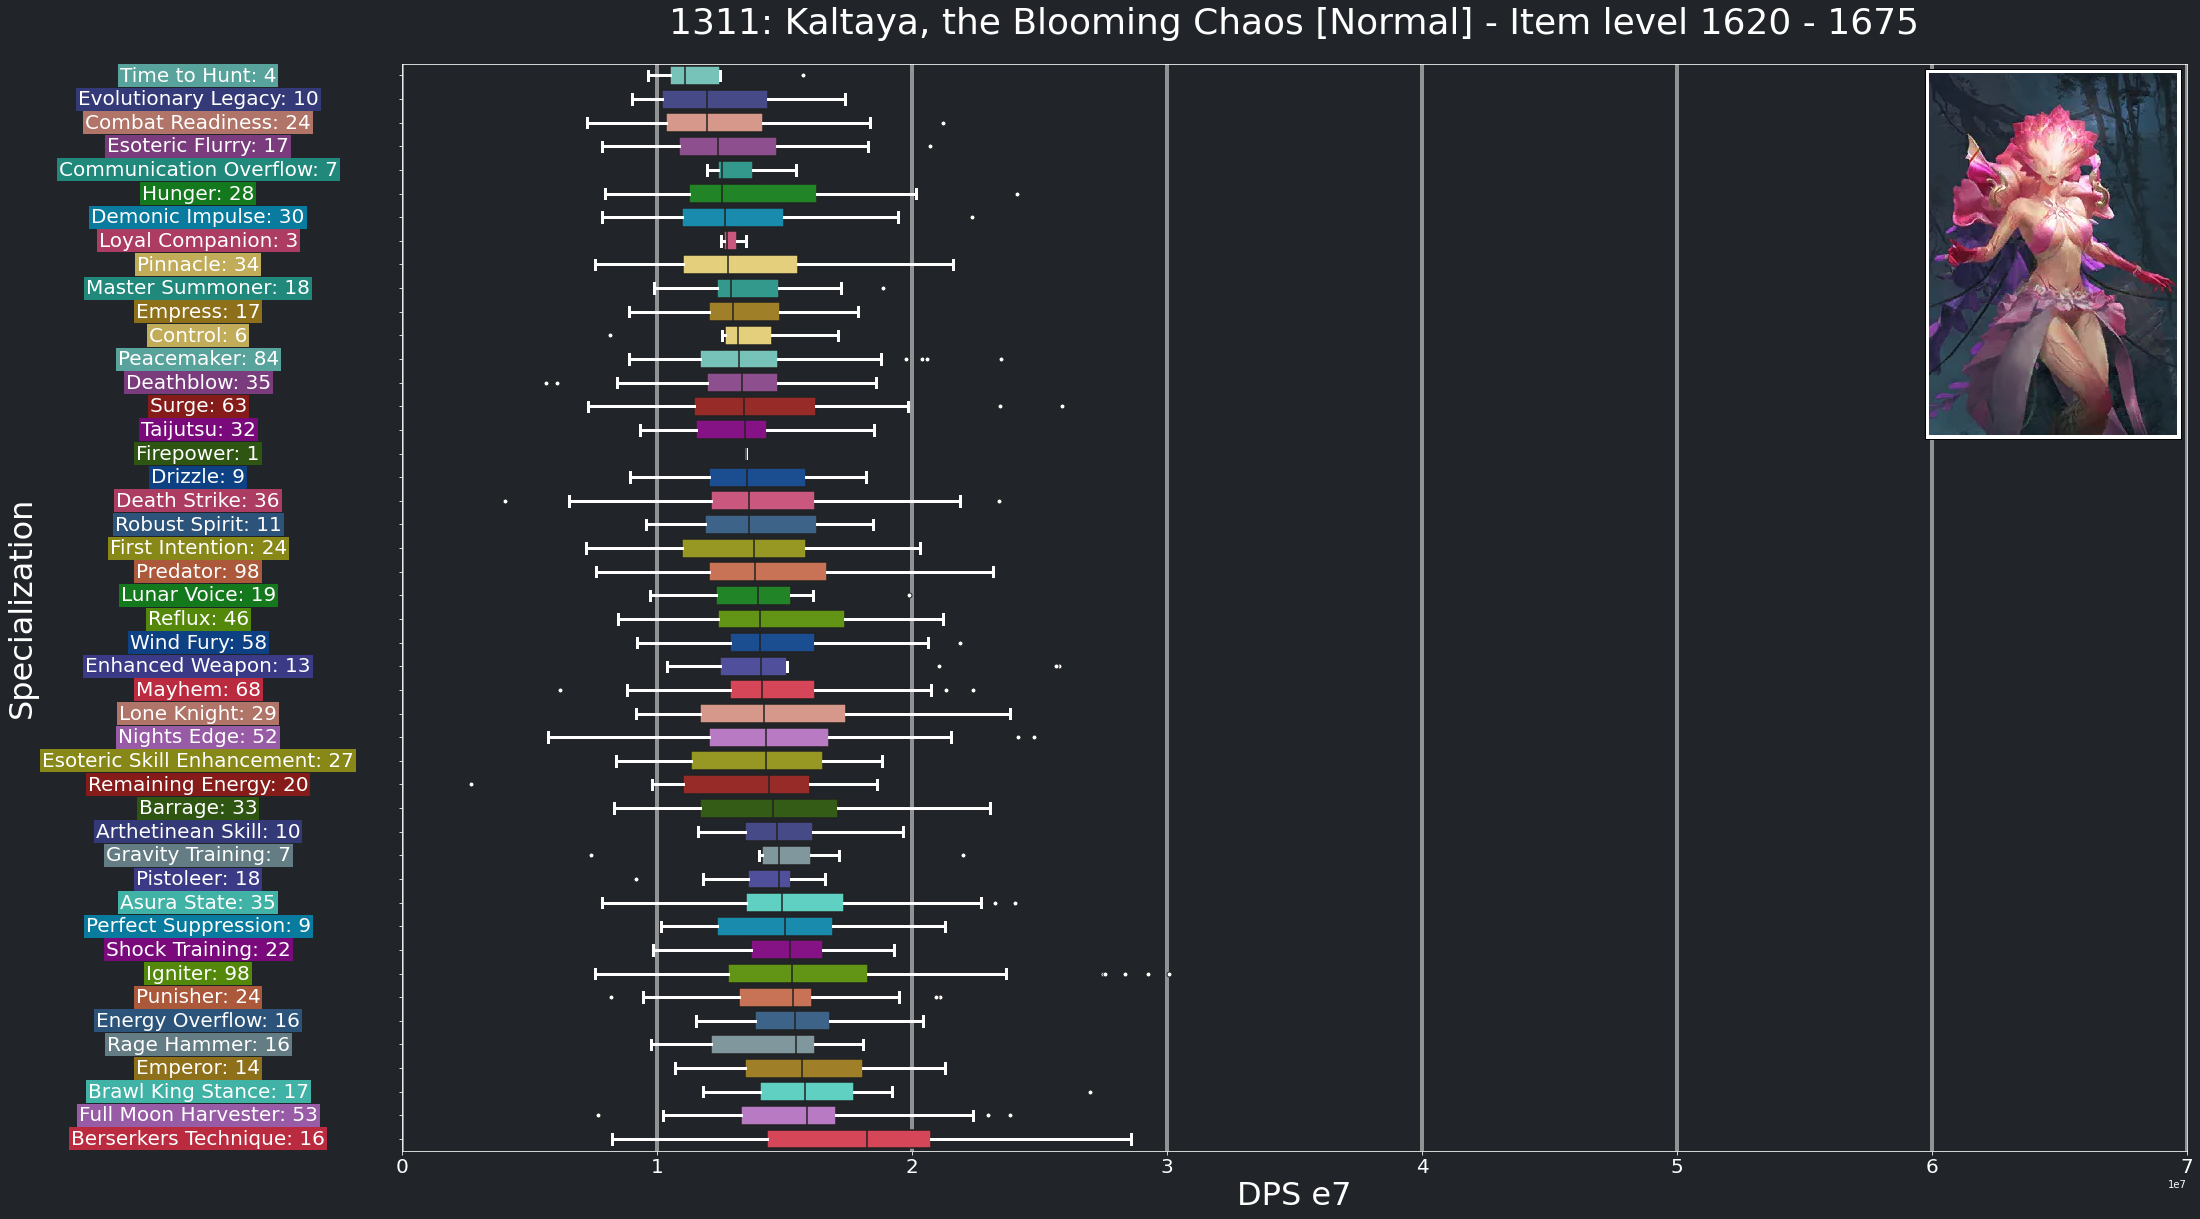 1311: Kaltaya, the Blooming Chaos [Normal] - Item level 1620 - 1675
Time to Hunt: 4
Evolutionary Legacy: 10
Combat Readiness: 24
Esoteric Flurry: 17
Communication Overflow: 7
Hunger: 28
Demonic Impulse: 30
Loyal Companion: 3
Pinnacle: 34
Master Summoner: 18
Empress: 17
Control: 6
Peacemaker: 84
Deathblow: 35
Surge: 63
Taijutsu: 32
Firepower: 1
Drizzle: 9
Death Strike: 36
Robust Spirit: 11
First Intention: 24
Predator: 98
Lunar Voice: 19
Reflux: 46
Wind Fury: 58
Enhanced Weapon: 13
Mayhem: 68
Lone Knight: 29
Nights Edge: 52
Esoteric Skill Enhancement: 27
Remaining Energy: 20
Barrage: 33
Arthetinean Skill: 10
Gravity Training: 7
Pistoleer: 18
Asura State: 35
Perfect Suppression: 9
Shock Training: 22
Igniter: 98
Punisher: 24
Energy Overflow: 16
Rage Hammer: 16
Emperor: 14
Brawl King Stance: 17
Full Moon Harvester: 53
Berserkers Technique: 16
Specialization
0 1 2 3 4 5 6 7
1e7
DPS e7